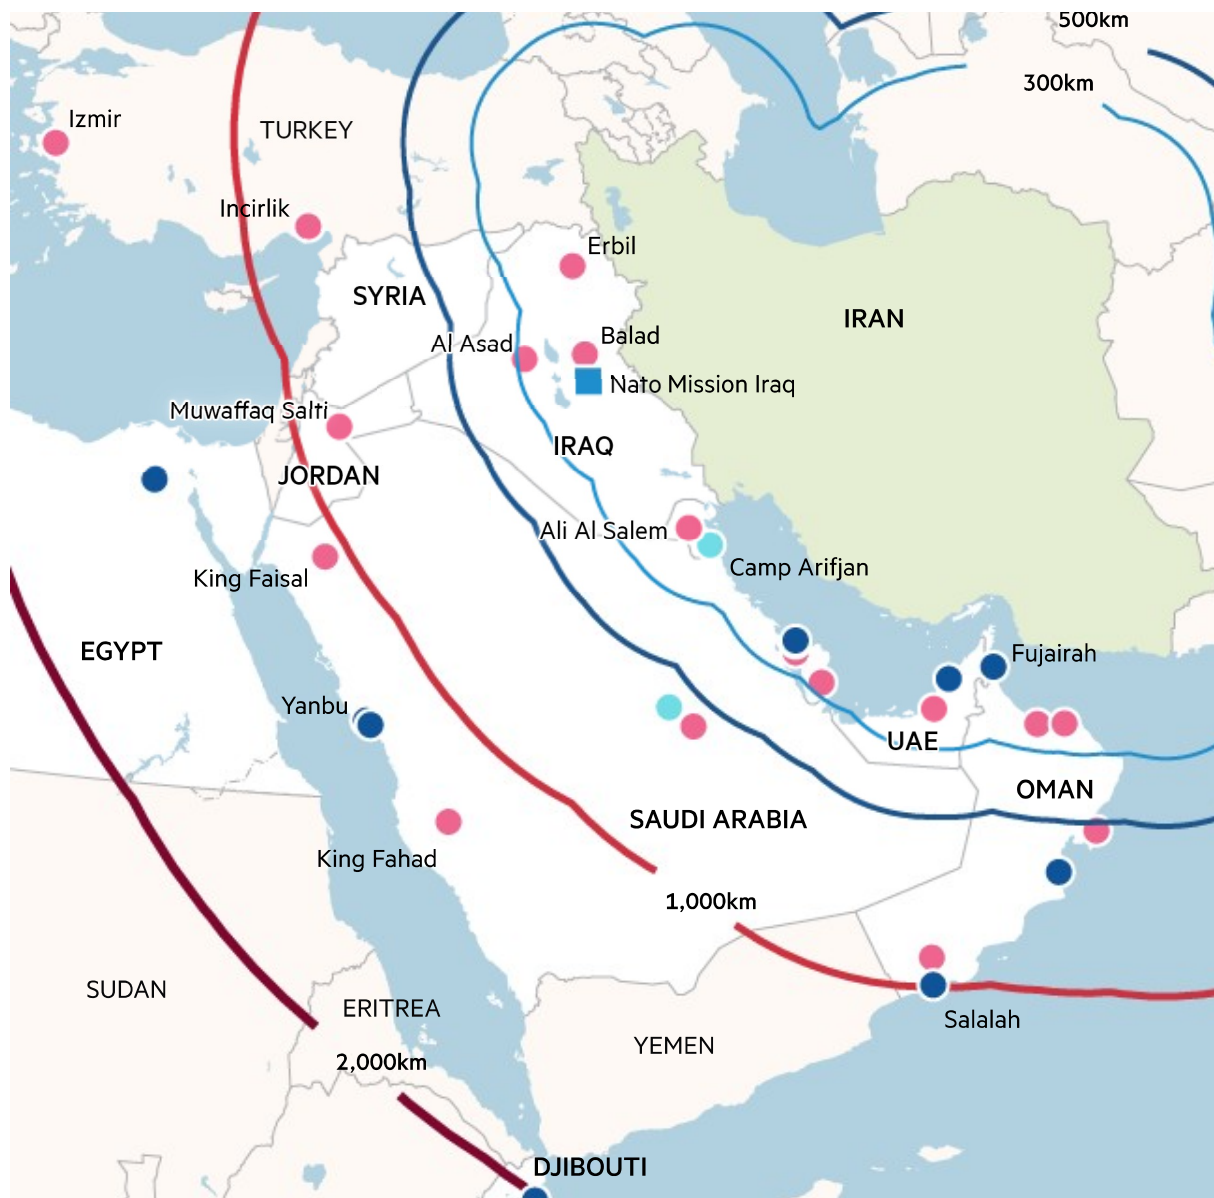 500km
300km
Izmir
TURKEY
Incirlik
Erbil
SYRIA
IRAN
Balad
Al Asad
Nato Mission Iraq
Muwaffaq Salti
IRAQ
JORDAN
Ali Al Salem
Camp Arifjan
King Faisal
EGYPT
Fujairah
Yanbu
UAE
OMAN
SAUDI ARABIA
King Fahad
1,000km
SUDAN
ERITREA
Salalah
YEMEN
2,000km
DJIBOUTI